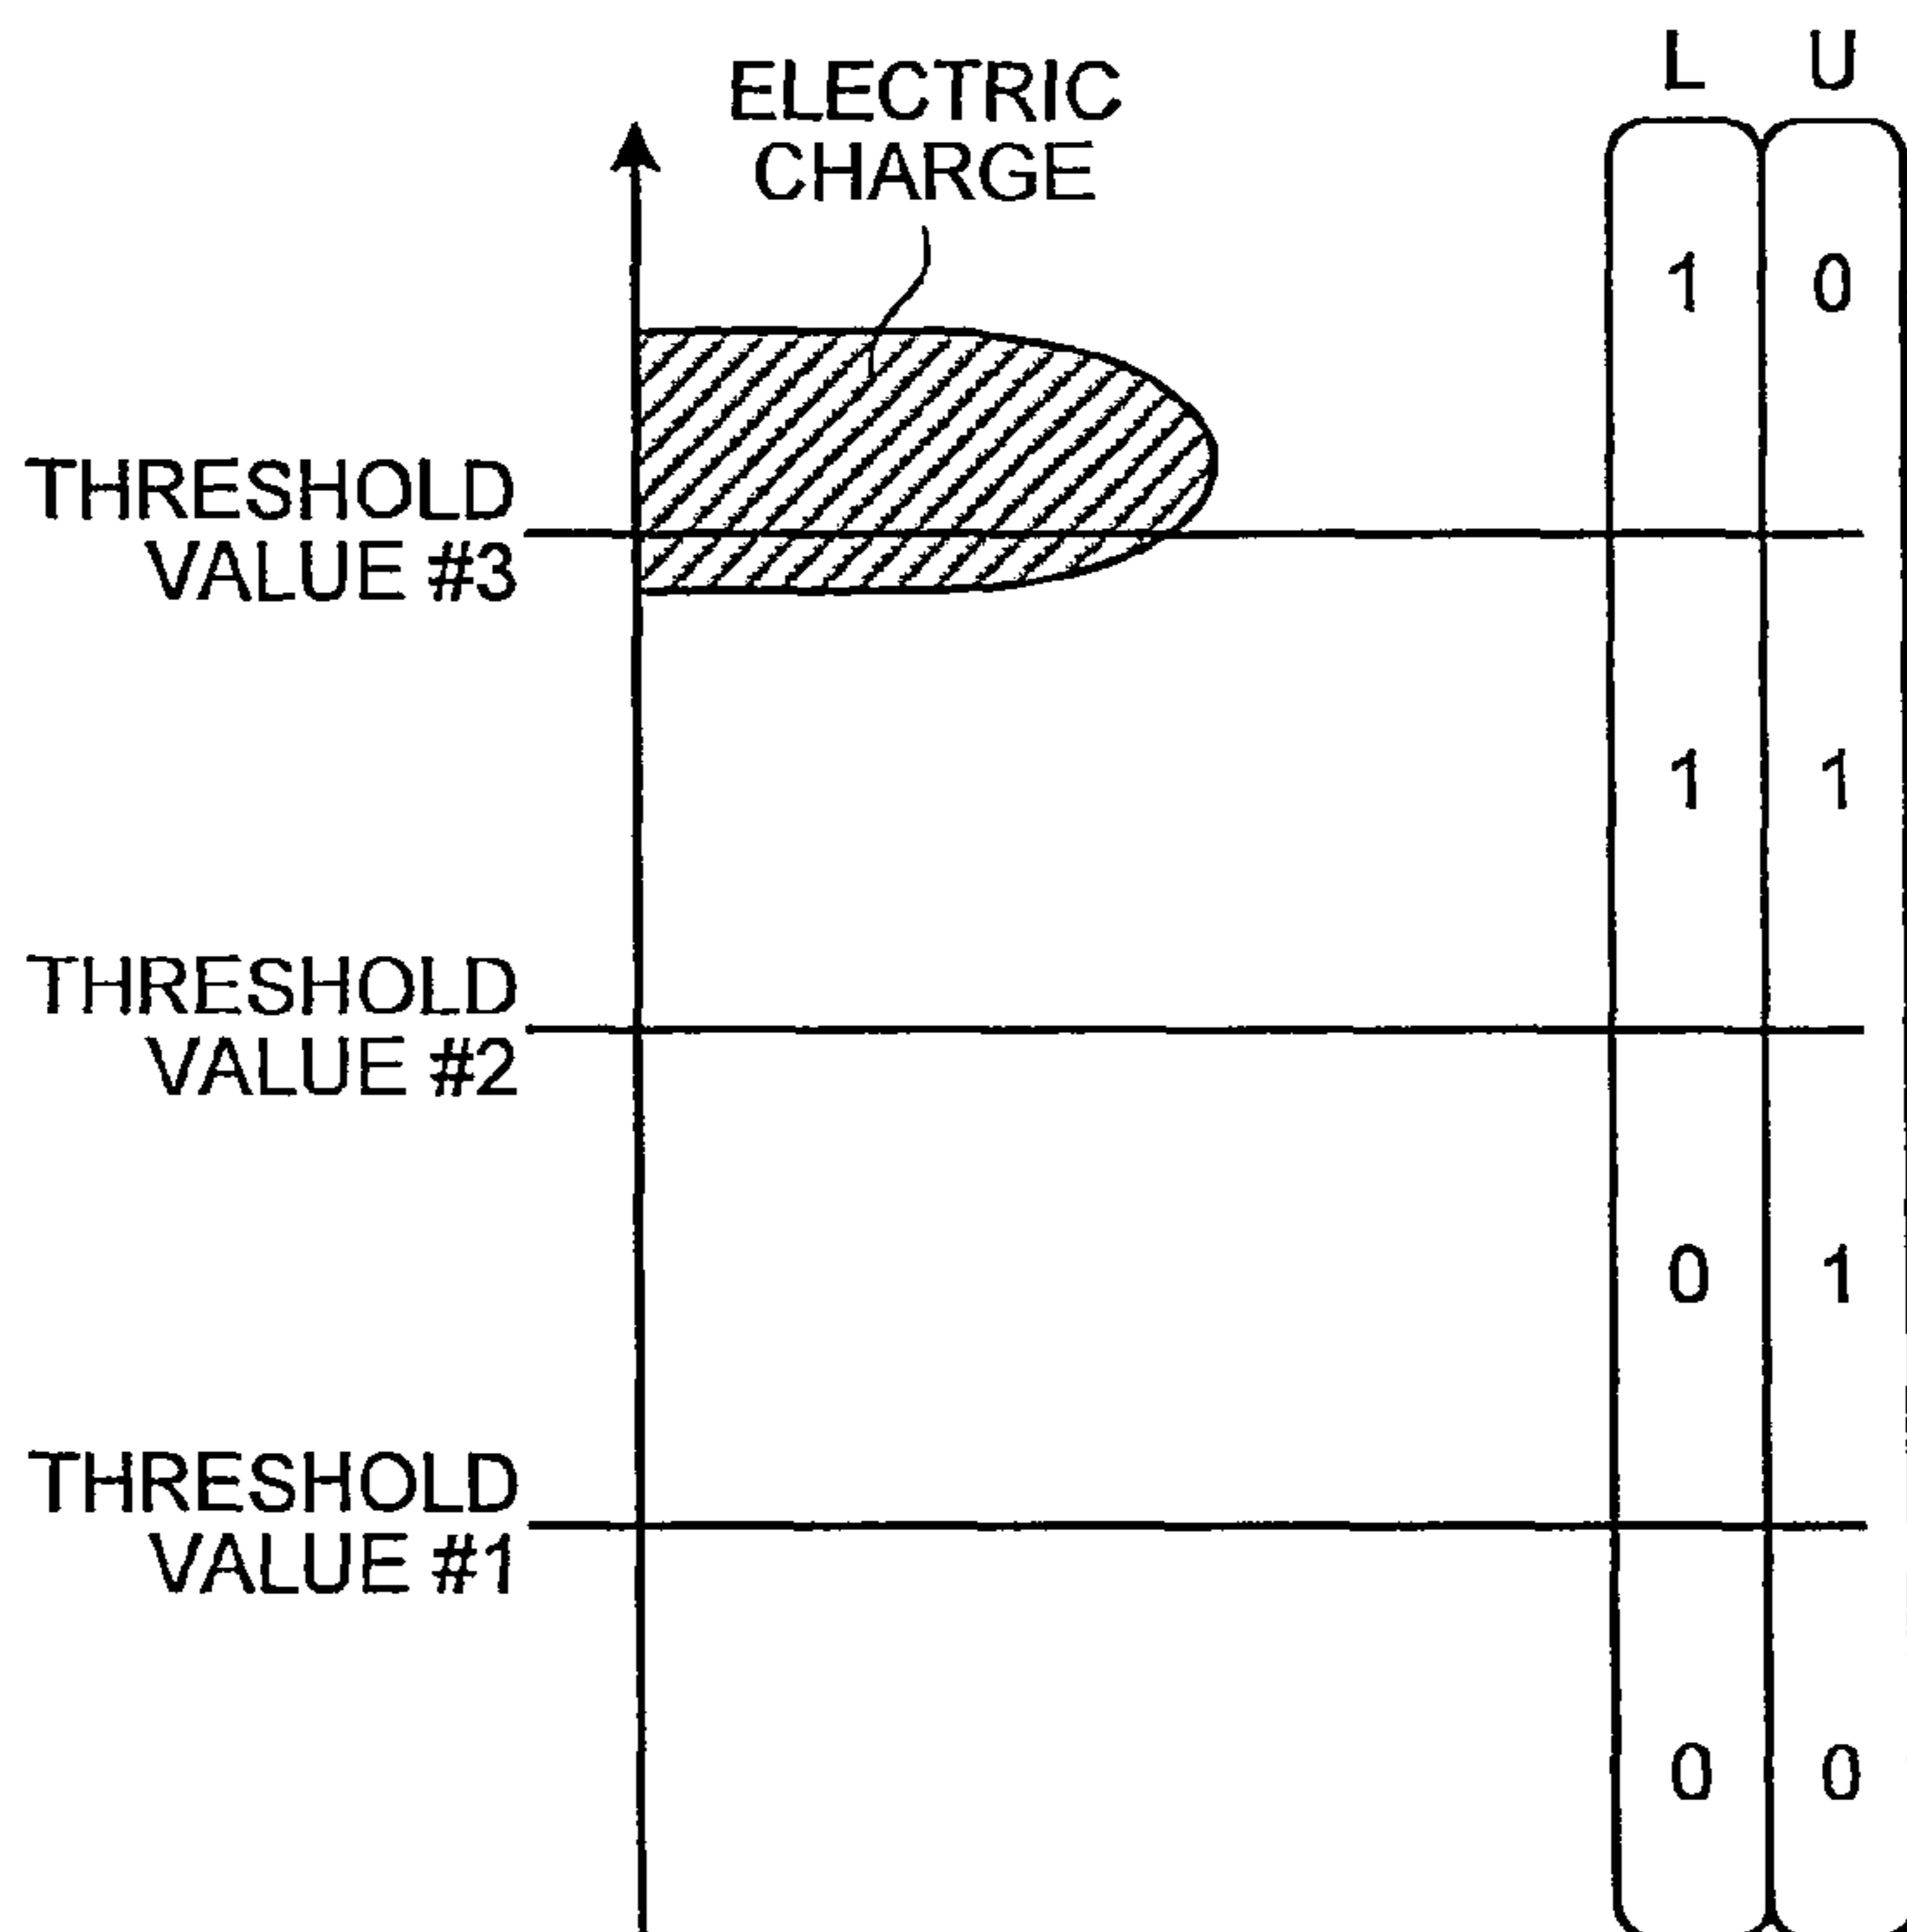 L U
ELECTRIC
CHARGE
1 0
THRESHOLD
VALUE #3
1 1
THRESHOLD
VALUE #2
0 1
THRESHOLD
VALUE #1
0 0